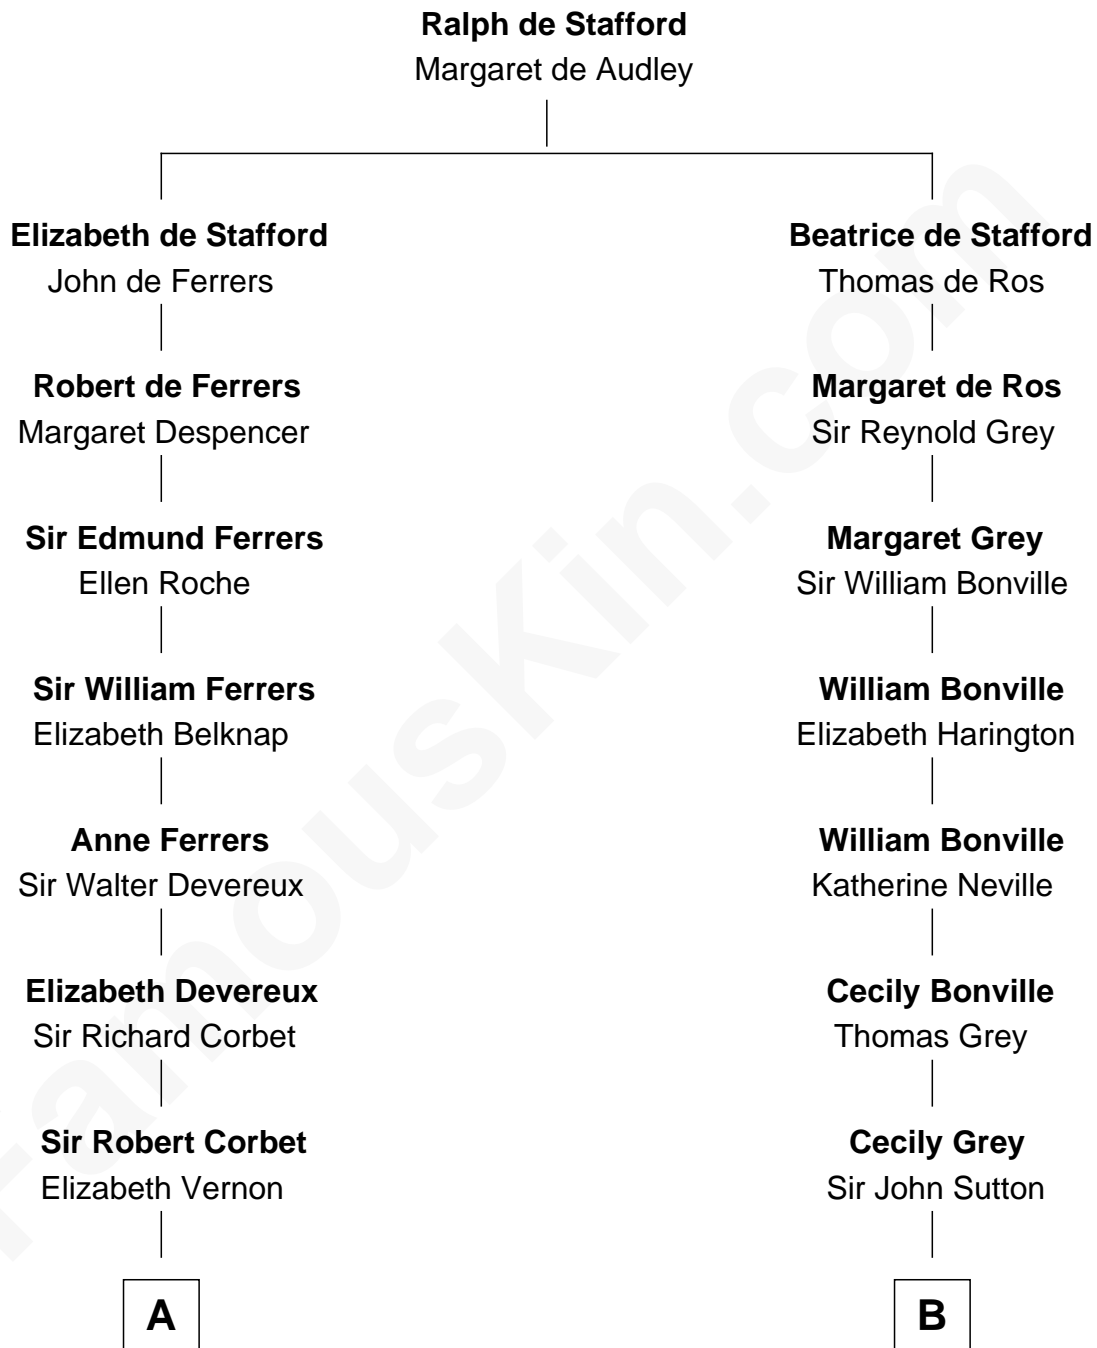 Ralph de Stafford
Margaret de Audley
Elizabeth de Stafford
John de Ferrers
Robert de Ferrers
Margaret Despencer
Sir Edmund Ferrers
Ellen Roche
Sir William Ferrers
Elizabeth Belknap
Anne Ferrers
Sir Walter Devereux
Elizabeth Devereux
Sir Richard Corbet
Sir Robert Corbet
Elizabeth Vernon
A
Beatrice de Stafford
Thomas de Ros
Margaret de Ros
Sir Reynold Grey
Margaret Grey
Sir William Bonville
William Bonville
Elizabeth Harington
William Bonville
Katherine Neville
Cecily Bonville
Thomas Grey
Cecily Grey
Sir John Sutton
B
FamousKin.com